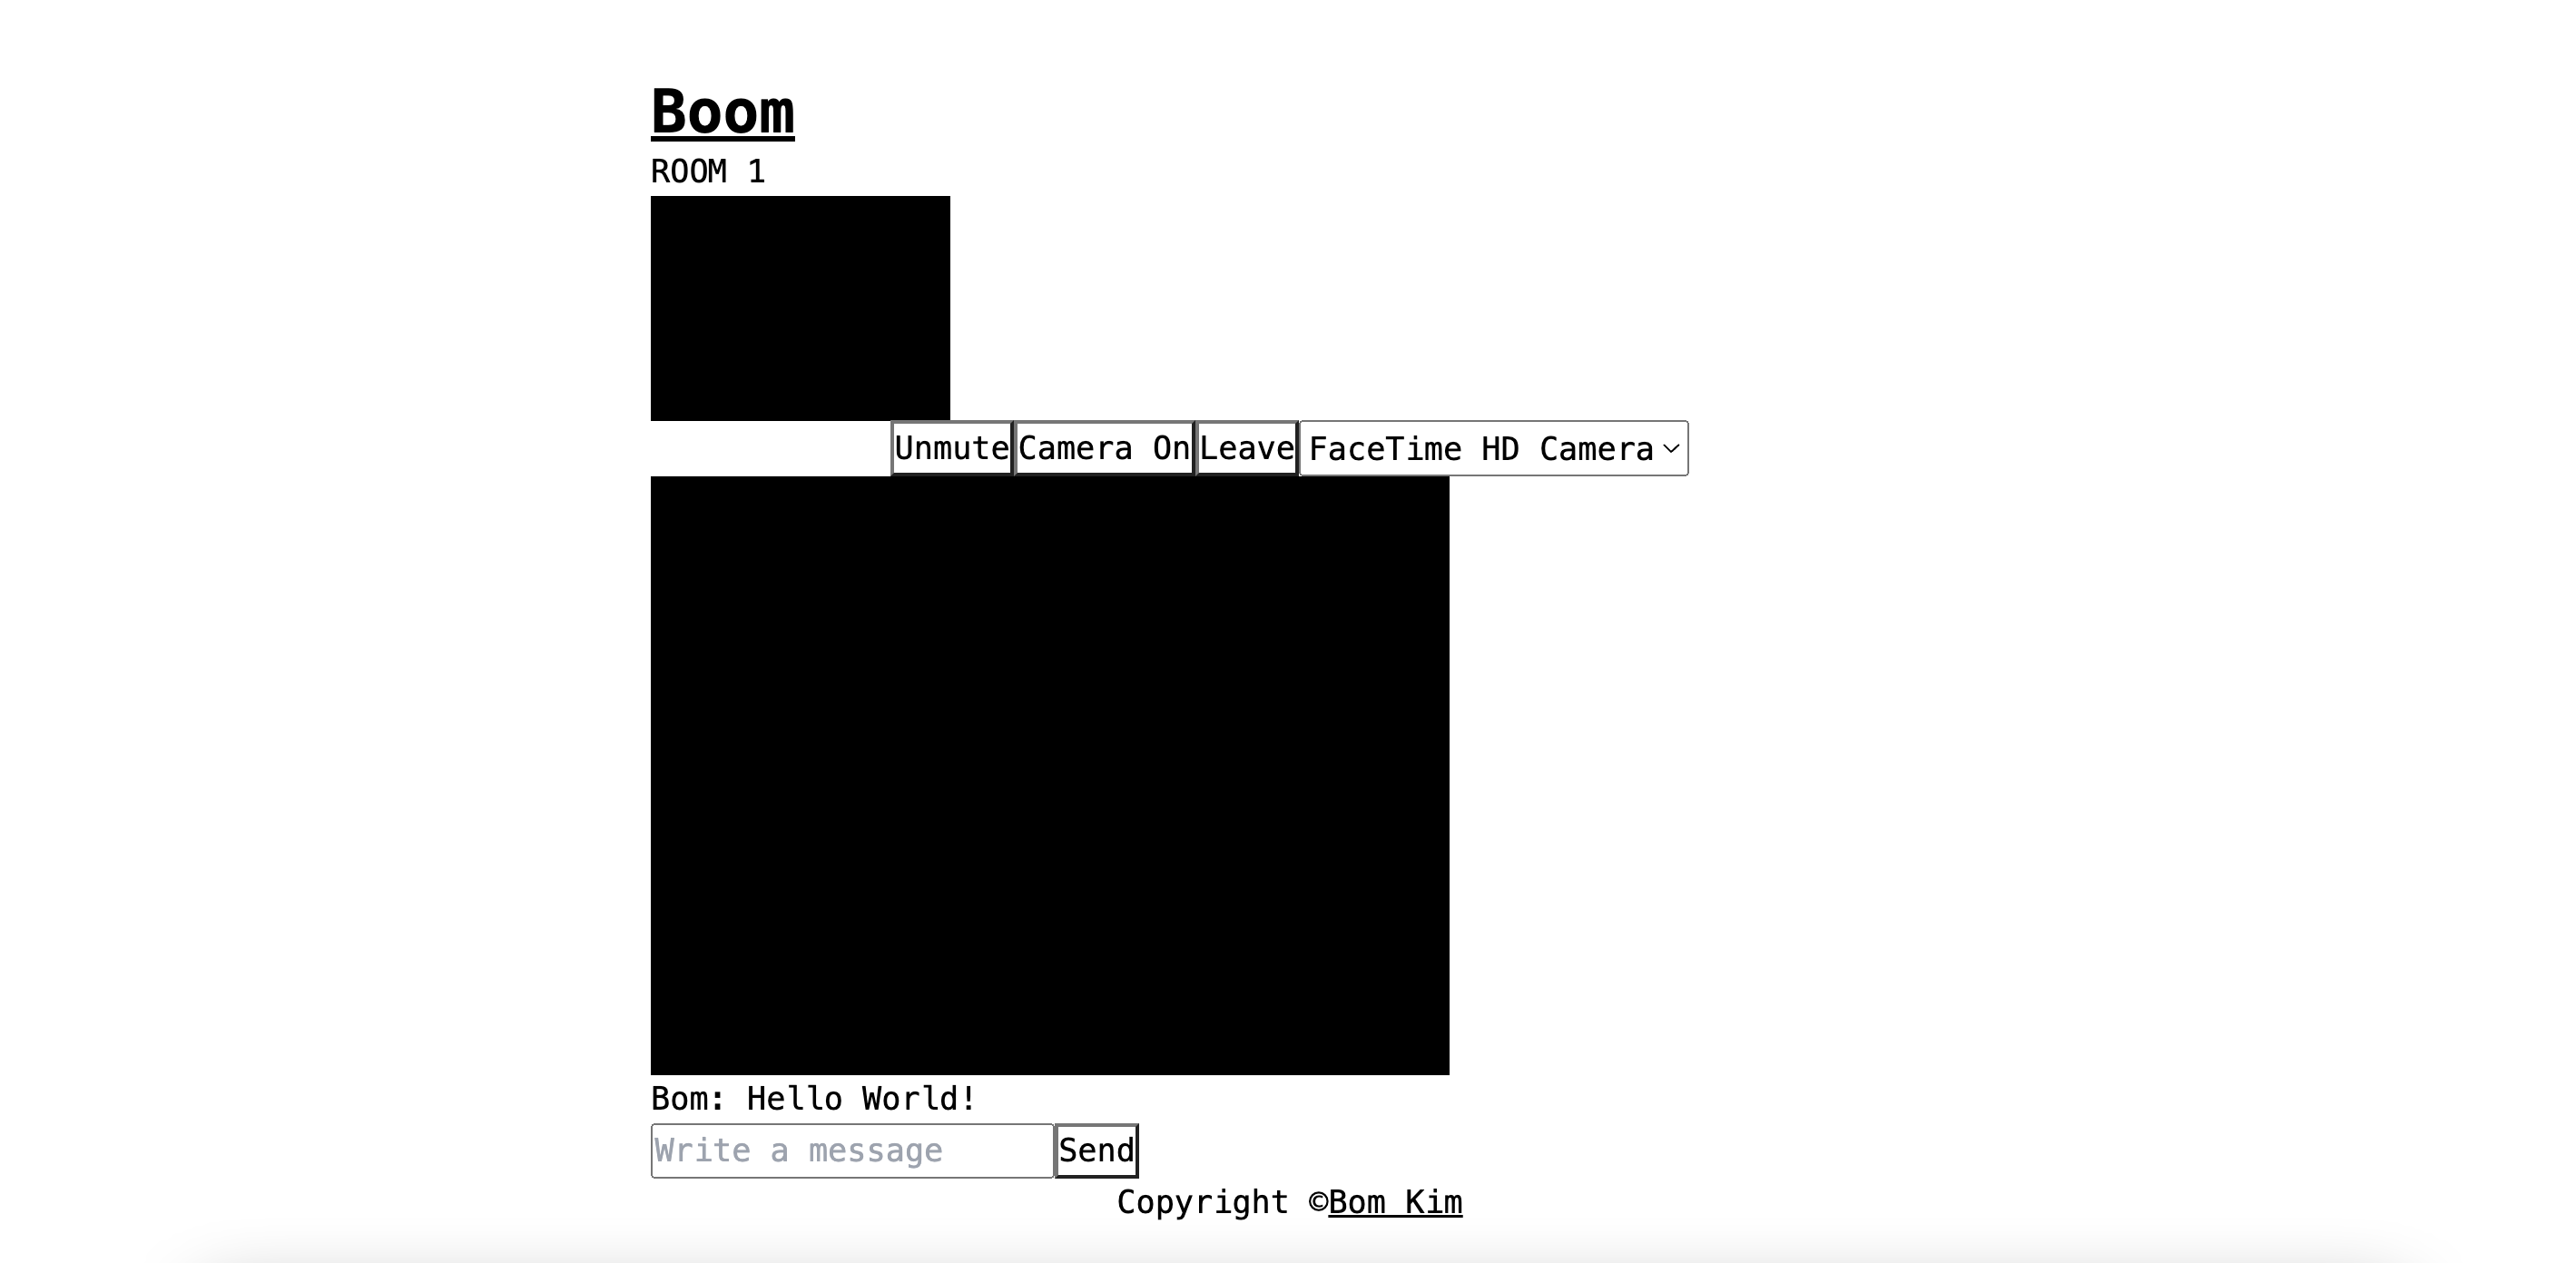 Boom
ROOM 1
Unmute Camera On Leave FaceTime HD Camera
Bom: Hello World!
Write a message Send
Copyright ©Bom Kim